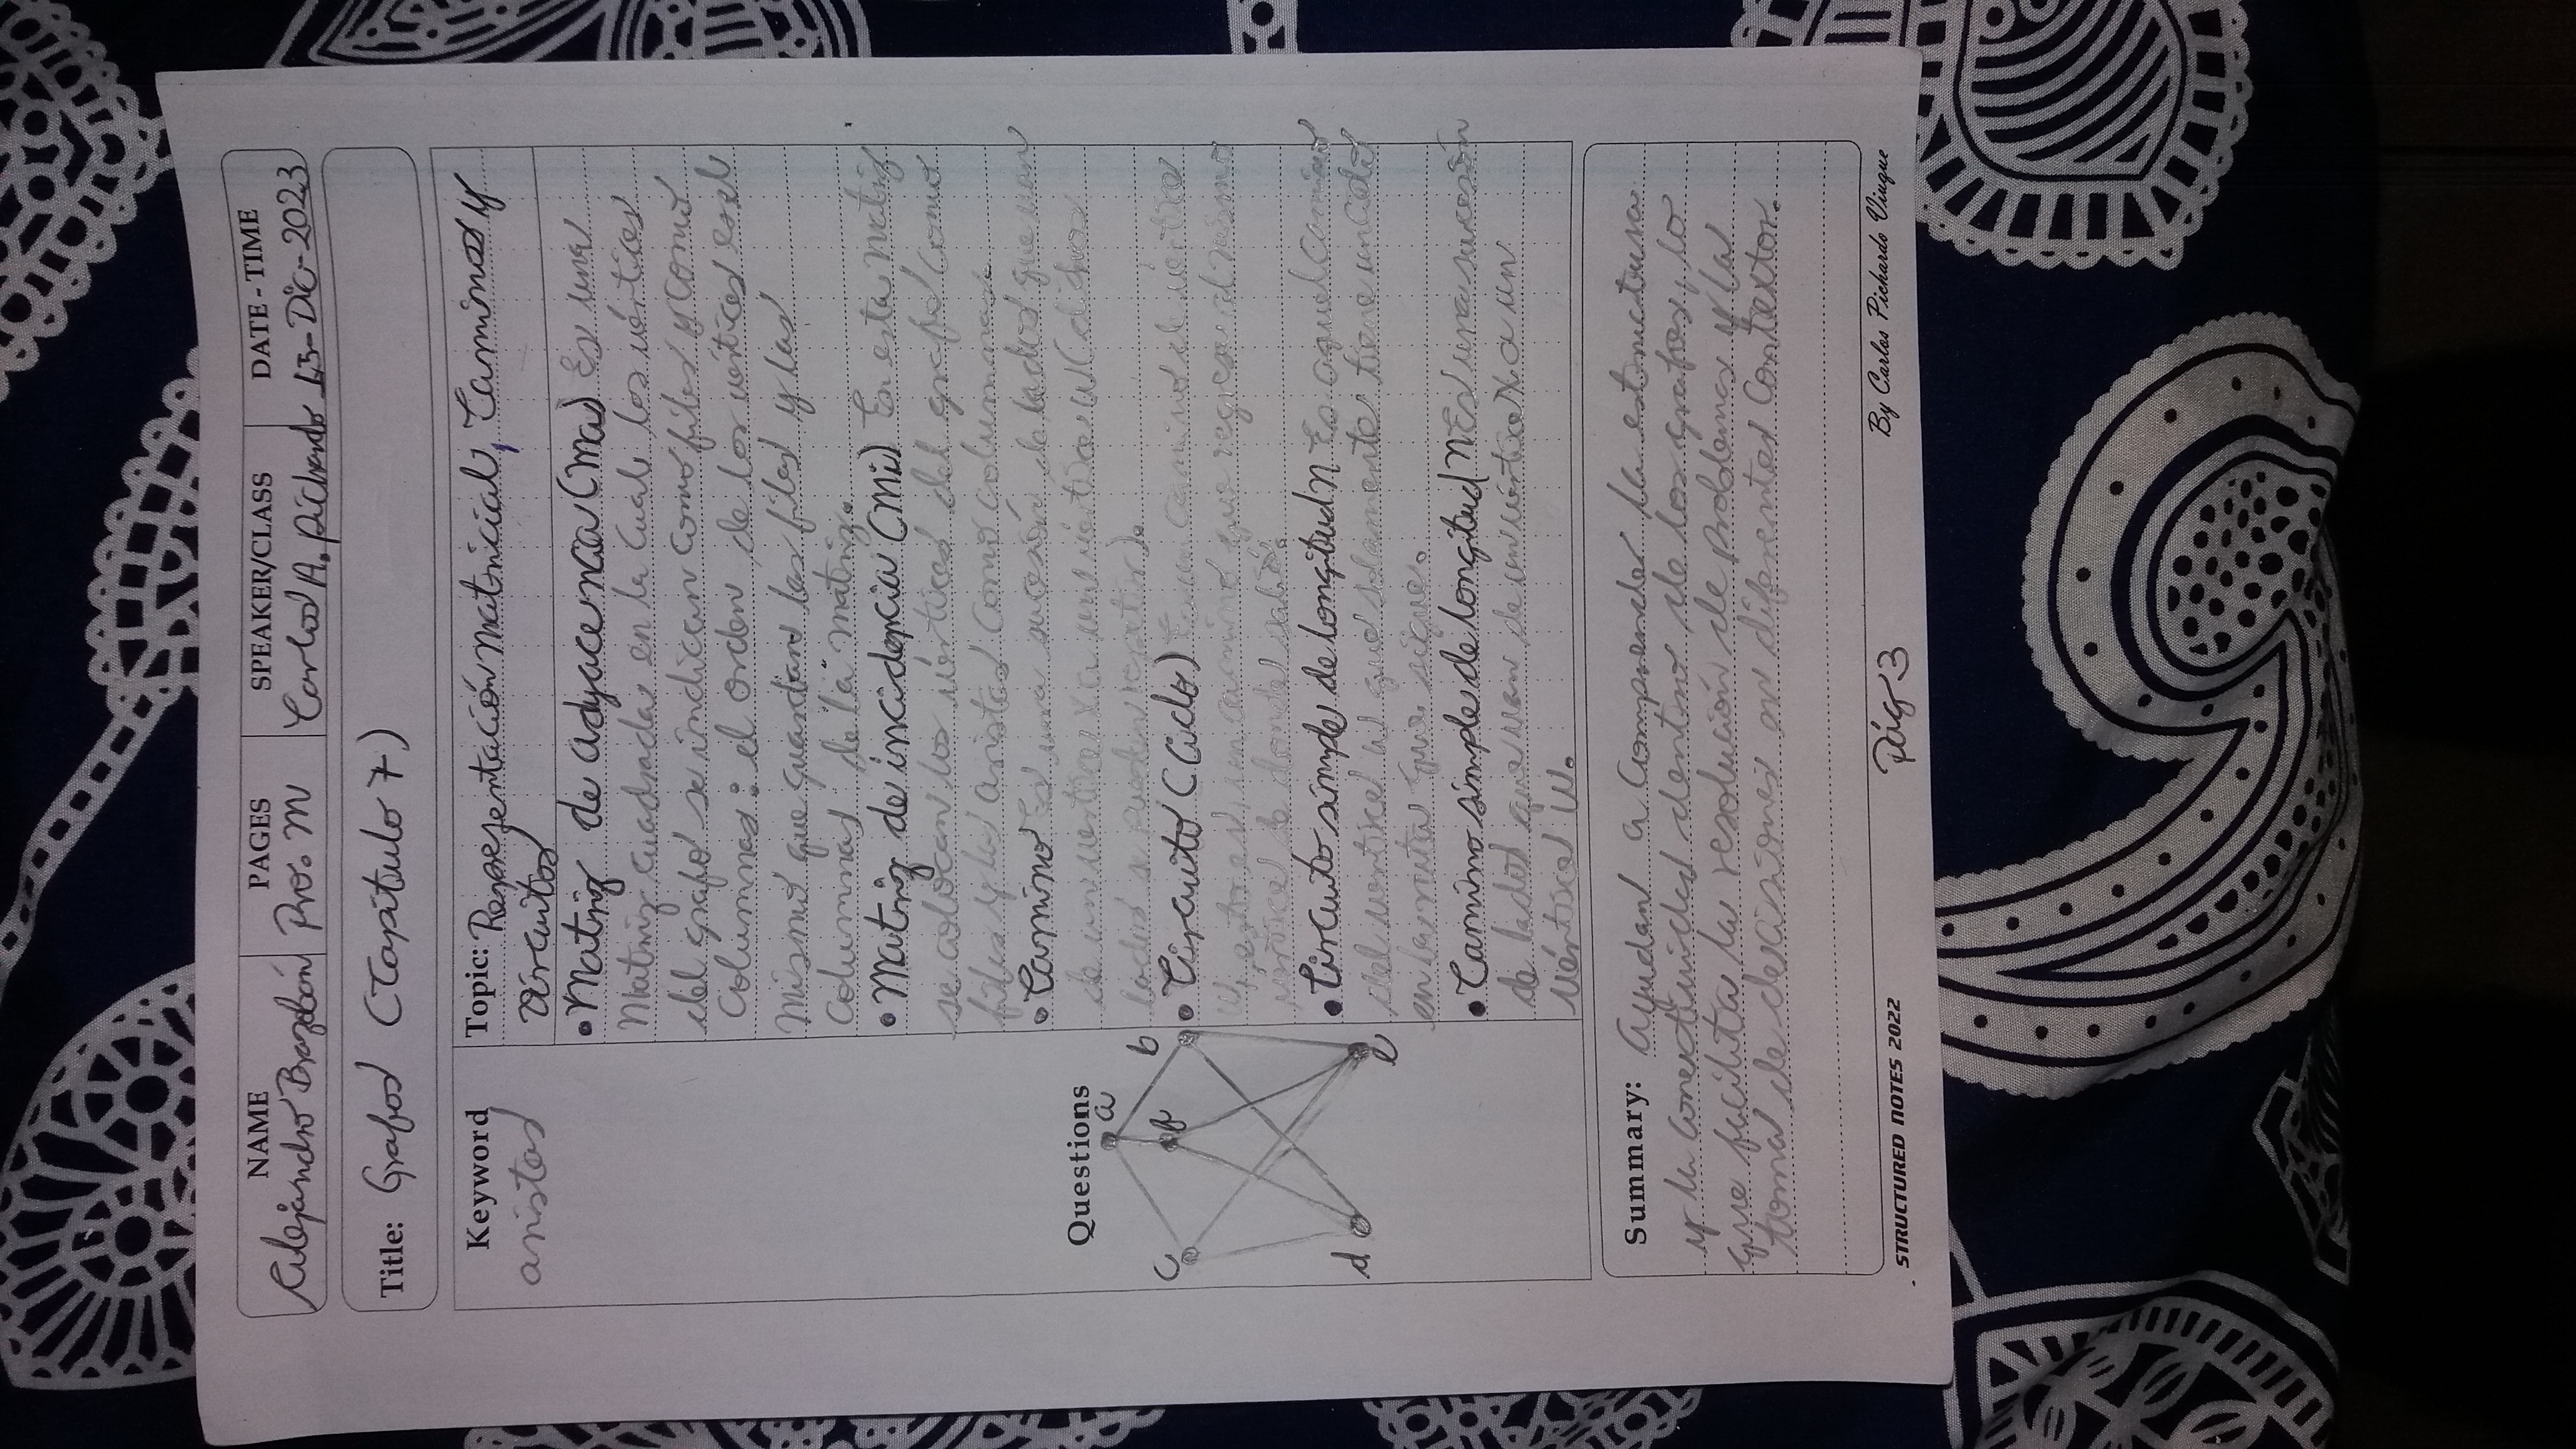 NAME PAGES SPEAKER/CLASS DATE - TIME
Alejandro Brazobán Pro. M Carlos A. Pichardo 15-Dic-2023
Title: Grafos (Capítulo 7)
Keyword
aristas
Topic: Representación matricial, Caminos y
Circuitos
• Matriz de adyacencia (Ma) Es una
Matriz cuadrada en la cual los vértices
del grafo se indican como filas y como
Columnas: el orden de los vértices es el
mismo que guardan las filas y las
columnas de la matriz.
• Matriz de incidencia (Mi) En esta Matriz
se colocan los vértices del grafo como
filas y las aristas como columnas.
• Camino Es una sucesión de lados que van
de un vértice x a un vértice w (dichos
lados se pueden repetir).
• Circuito (Ciclo) Es un Camino del vértice
w, esto es, un camino que regresa al mismo
vértice de donde salió.
• Circuito simple de longitud n Es aquel Camino
del vértice w que solamente tiene un ciclo
en la ruta que sigue.
• Camino simple de longitud n Es una sucesión
de lados que van de un vértice x a un
vértice w.
Questions
a
c
f
b
d
e
Summary: Ayudan a Comprender la estructura
y la conectividad dentro de los grafos, lo
que facilita la resolución de problemas y la
toma de decisiones en diferentes contextos.
STRUCTURED NOTES 2022 Pág 3 By Carlos Pichardo Viuque